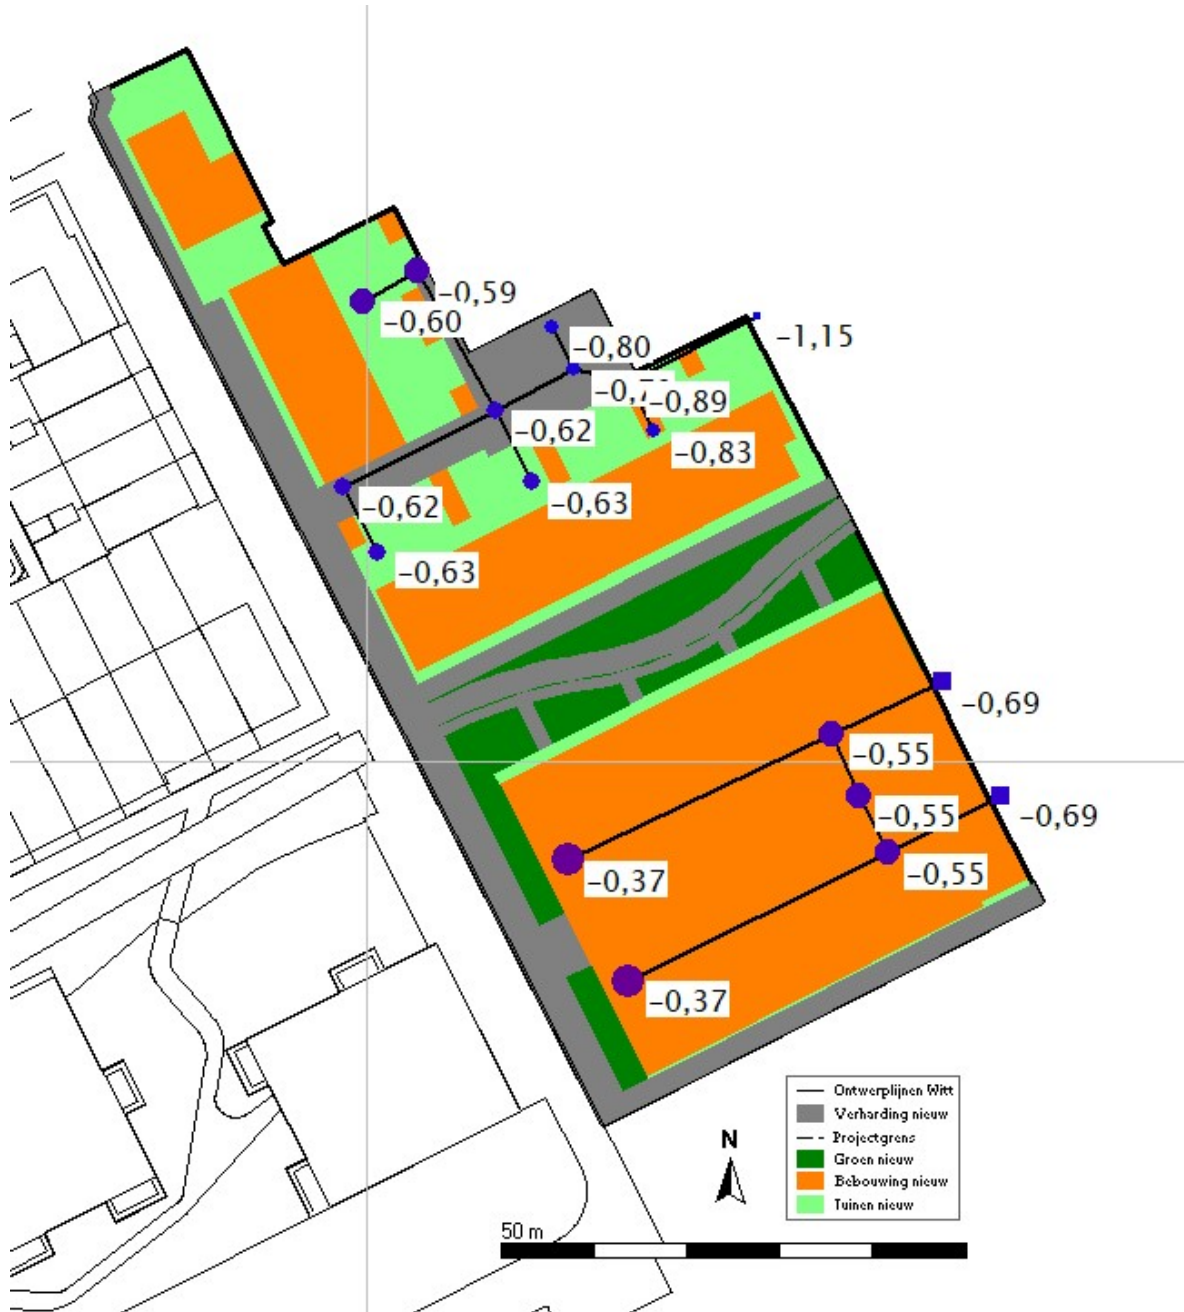 -0,59
-0,60
-0,80
-1,15
-0,89
-0,62
-0,83
-0,62
-0,63
-0,63
-0,69
-0,55
-0,55
-0,69
-0,55
-0,37
-0,37
Ontwerplijnen Witt
Verharding nieuw
Projectgrens
Groen nieuw
Bebouwing nieuw
Tuinen nieuw
N
50 m